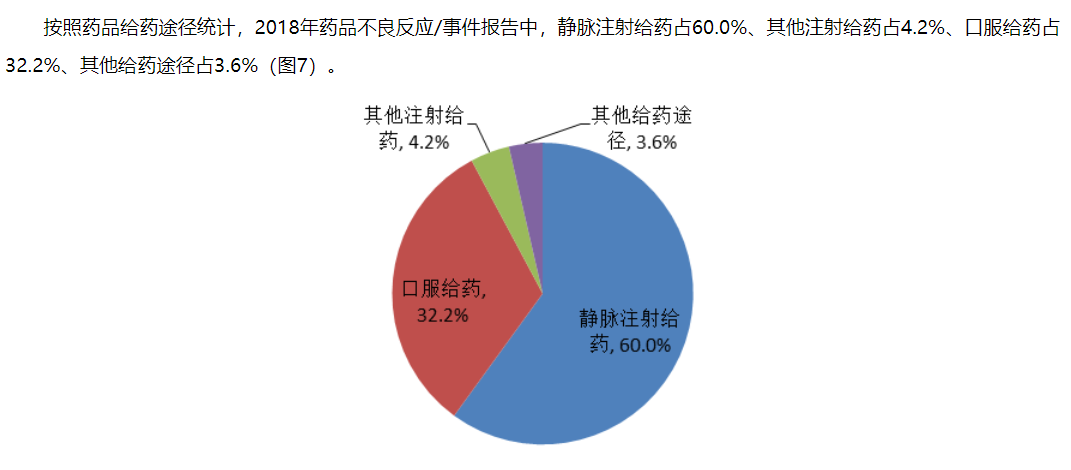 按照药品给药途径统计，2018年药品不良反应/事件报告中，静脉注射给药占60.0%、其他注射给药占4.2%、口服给药占
32.2%、其他给药途径占3.6%（图7）。
其他注射给
药, 4.2%
其他给药途
径, 3.6%
口服给药,
32.2%
静脉注射给
药, 60.0%